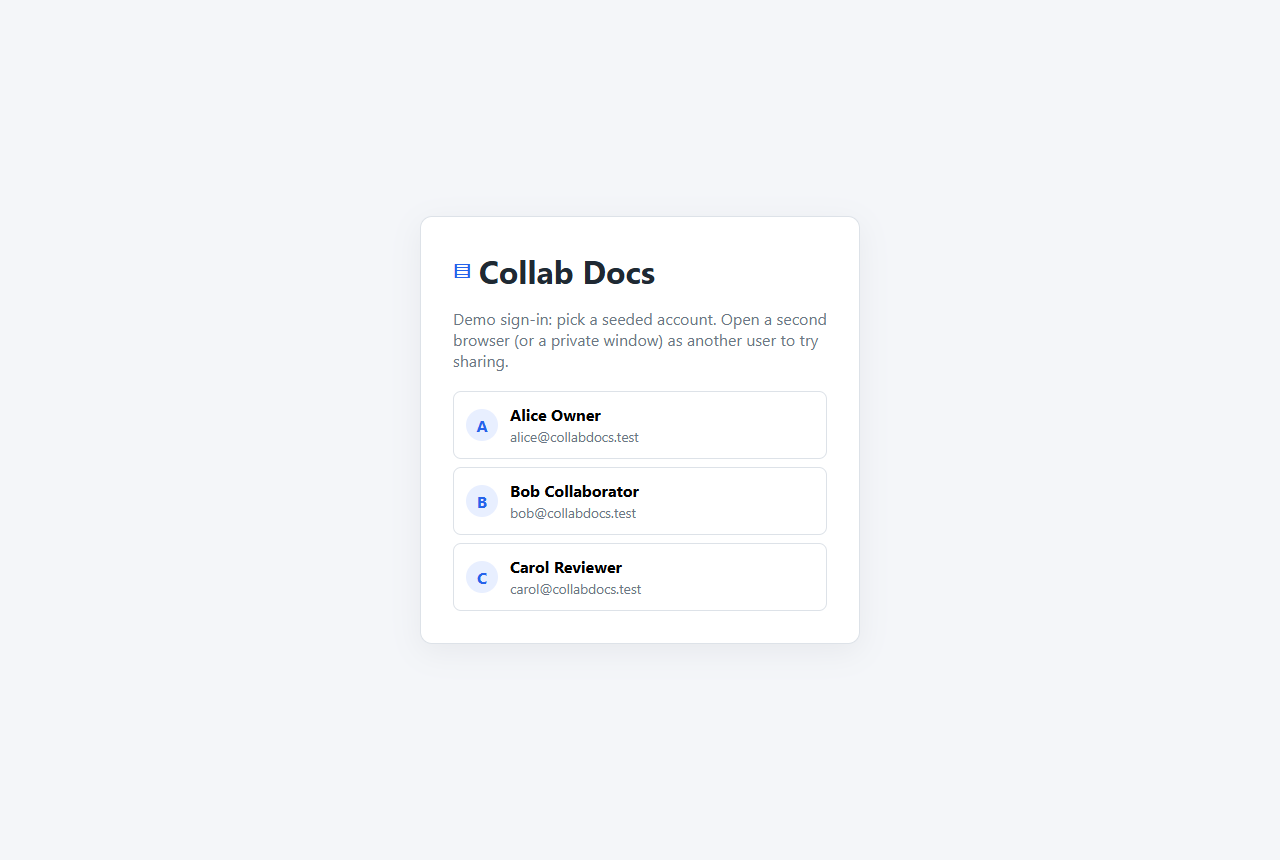 Collab Docs
Demo sign-in: pick a seeded account. Open a second
browser (or a private window) as another user to try
sharing.
A
Alice Owner
alice@collabdocs.test
B
Bob Collaborator
bob@collabdocs.test
C
Carol Reviewer
carol@collabdocs.test